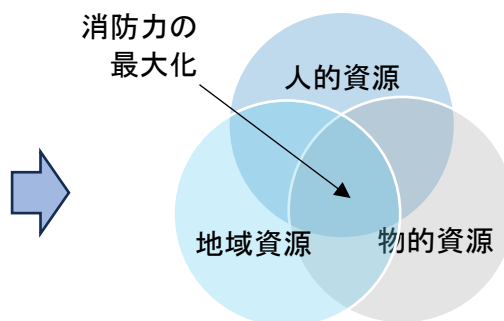 消防力の
最大化
人的資源
地域資源
物的資源